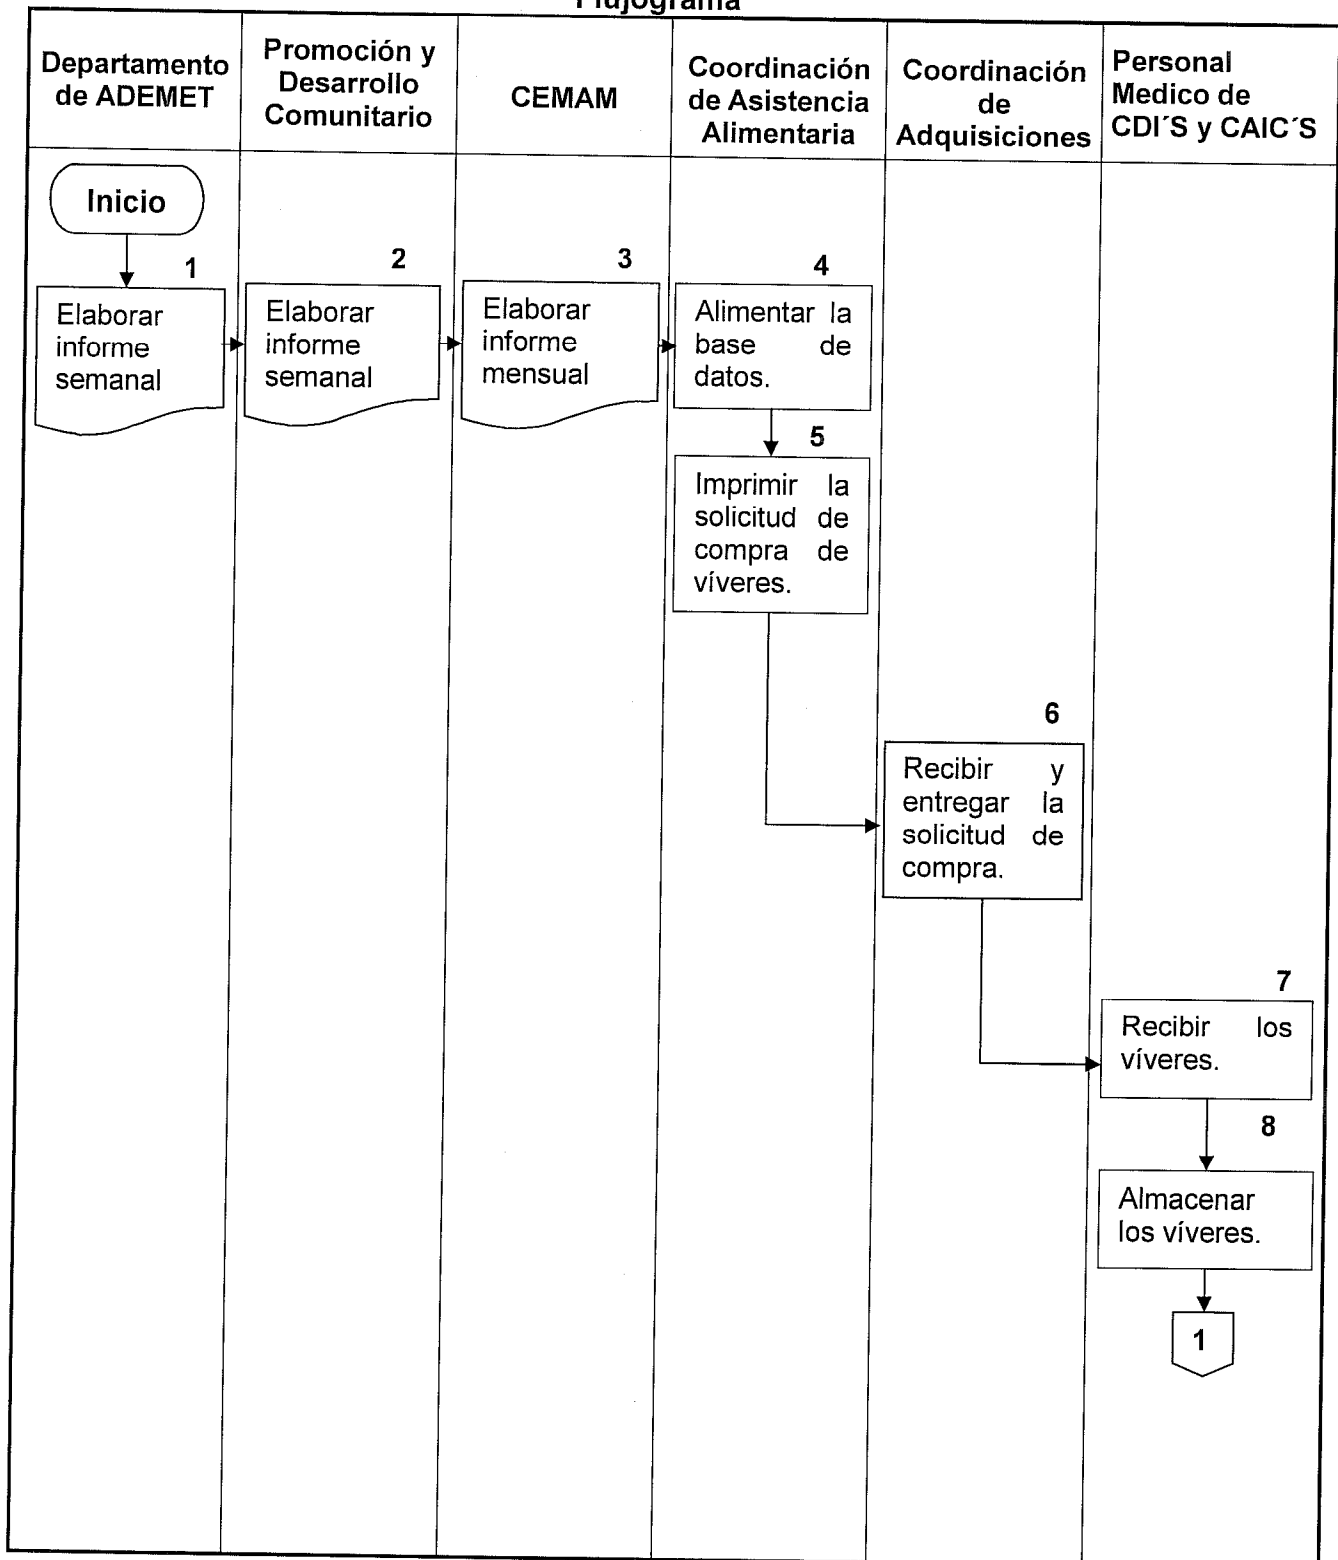 Flujograma
Departamento
de ADEMET
Promoción y
Desarrollo
Comunitario
CEMAM
Coordinación
de Asistencia
Alimentaria
Coordinación
de
Adquisiciones
Personal
Medico de
CDI´S y CAIC´S
Inicio
1
Elaborar
informe
semanal
2
Elaborar
informe
semanal
3
Elaborar
informe
mensual
4
Alimentar la
base de
datos.
5
Imprimir la
solicitud de
compra de
víveres.
6
Recibir y
entregar la
solicitud de
compra.
7
Recibir los
víveres.
8
Almacenar
los víveres.
1